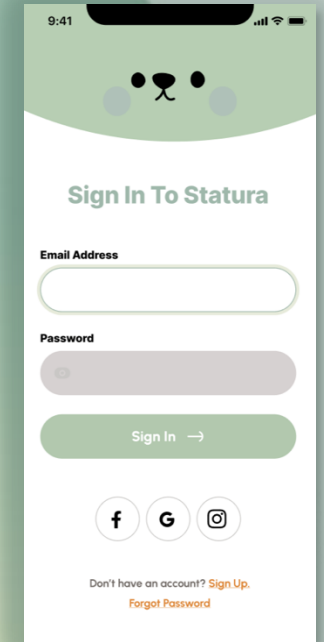 9:41
Sign In To Statura
Email Address
Password
Sign In
Don't have an account? Sign Up.
Forgot Password